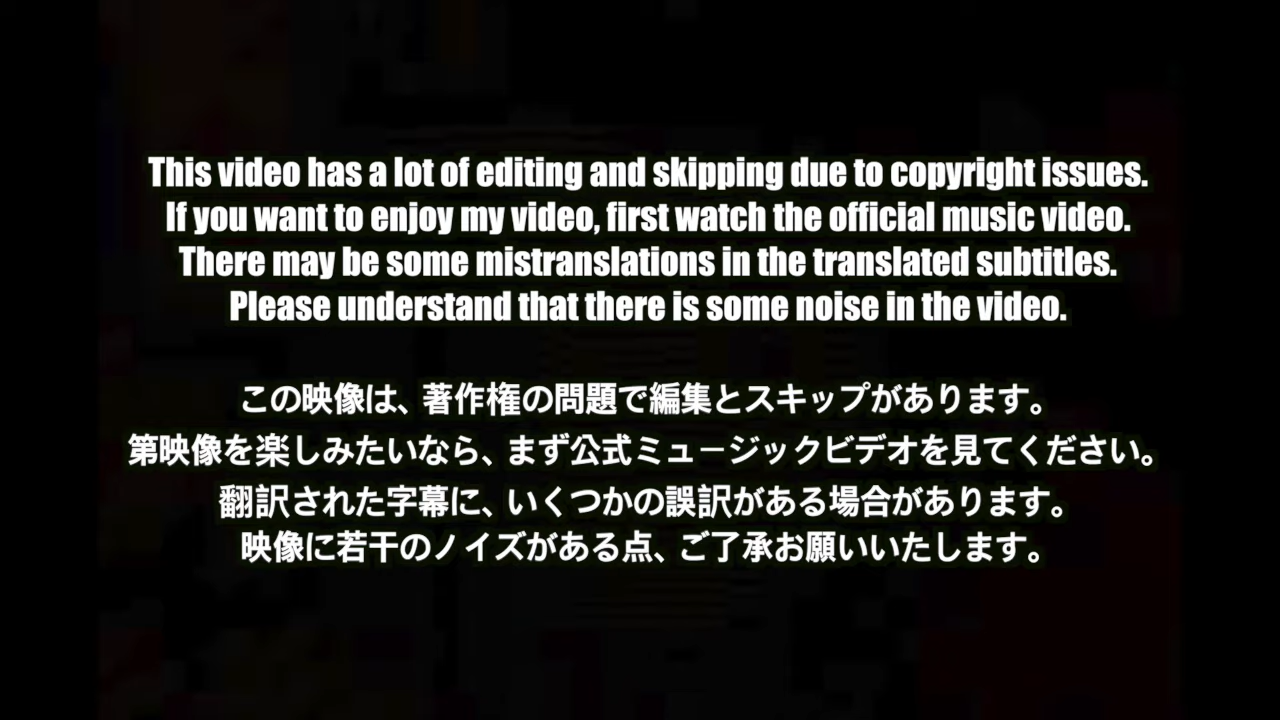 This video has a lot of editing and skipping due to copyright issues.
If you want to enjoy my video, first watch the official music video.
There may be some mistranslations in the translated subtitles.
Please understand that there is some noise in the video.
この映像は、著作権の問題で編集とスキップがあります。
第映像を楽しみたいなら、まず公式ミュージックビデオを見てください。
翻訳された字幕に、いくつかの誤訳がある場合があります。
映像に若干のノイズがある点、ご了承お願いいたします。